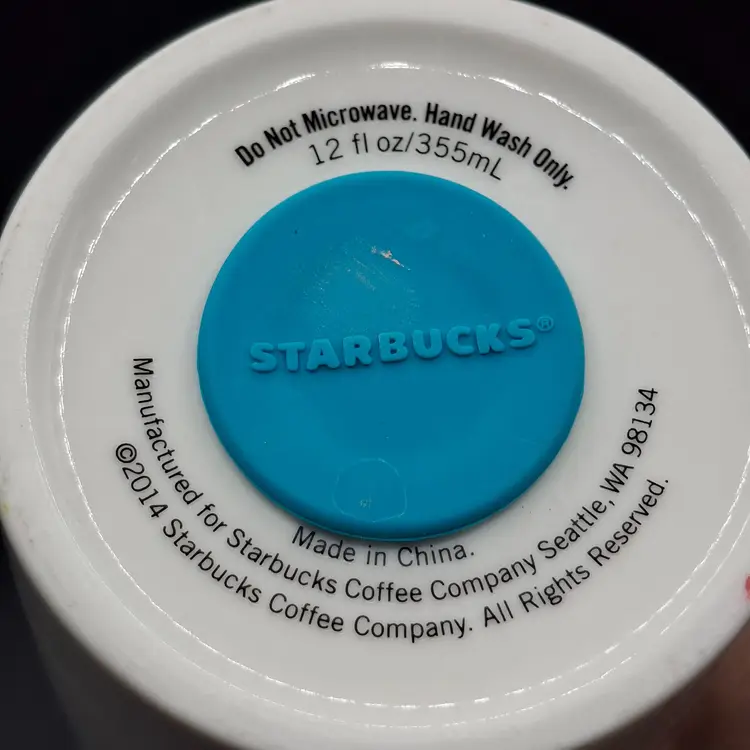 Do Not Microwave. Hand Wash Only.
12 fl oz/355mL
STARBUCKS®
Made in China.
Manufactured for Starbucks Coffee Company Seattle, WA 98134
©2014 Starbucks Coffee Company. All Rights Reserved.